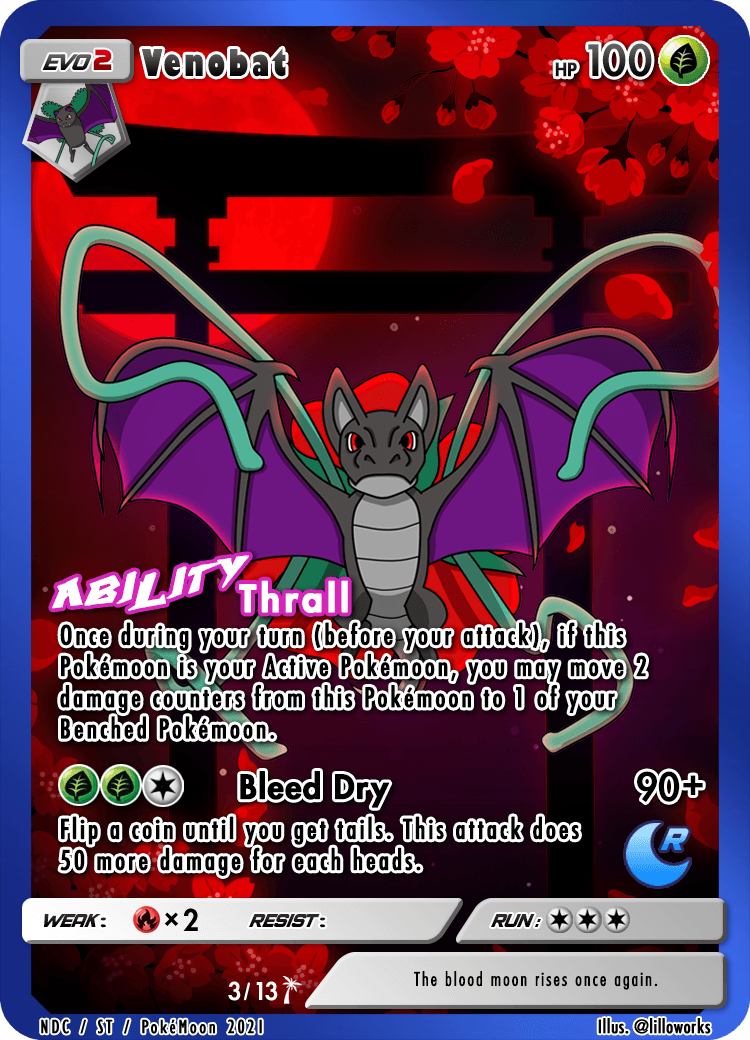 EVO2 Venobat HP 100
ABILITY Thrall
Once during your turn (before your attack), if this
Pokémoon is your Active Pokémoon, you may move 2
damage counters from this Pokémoon to 1 of your
Benched Pokémoon.
Bleed Dry 90+
Flip a coin until you get tails. This attack does
50 more damage for each heads.
R
WEAK: ×2 RESIST: RUN:
3/13
The blood moon rises once again.
NDC / ST / PokéMoon 2021 Illus. @lilloworks